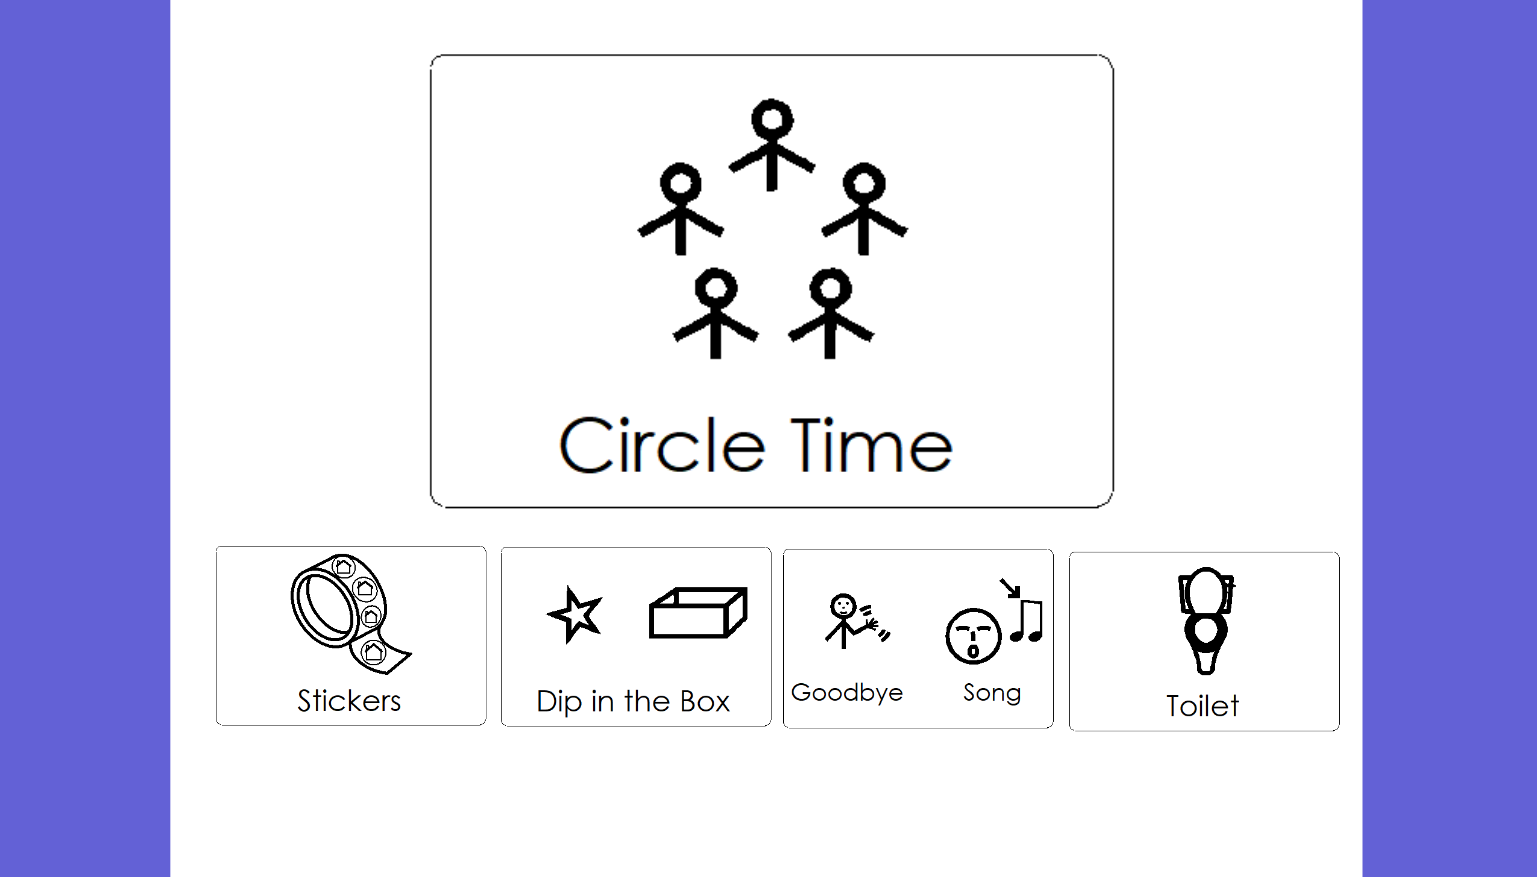 Circle Time
Stickers
Dip in the Box
Goodbye Song
Toilet